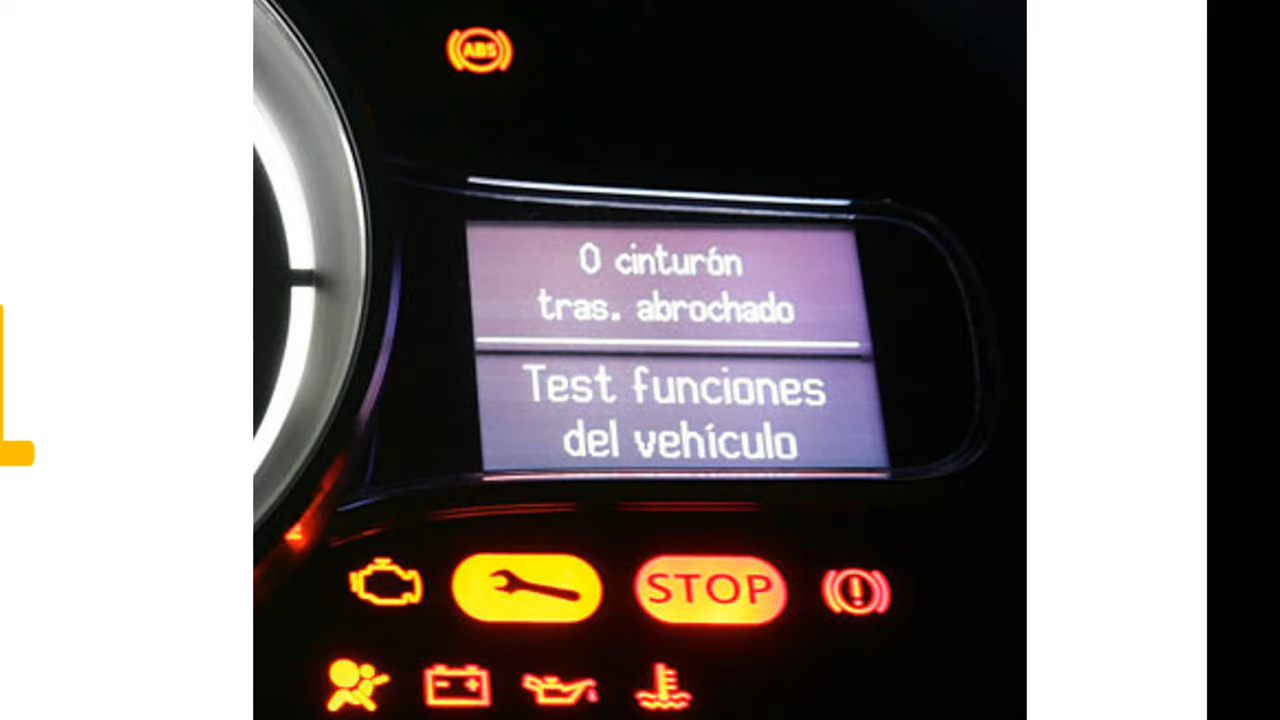 ABS
0 cinturón
tras. abrochado
Test funciones
del vehículo
STOP